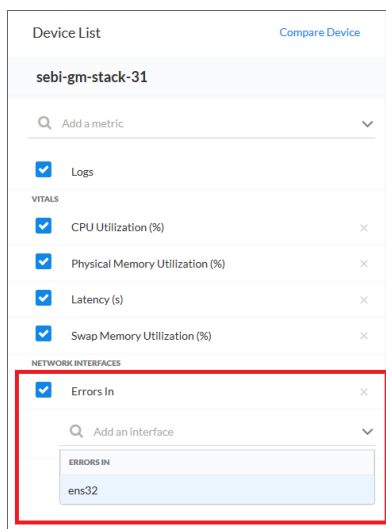 Device List Compare Device
sebi-gm-stack-31
Add a metric
Logs
VITALS
CPU Utilization (%)
Physical Memory Utilization (%)
Latency (s)
Swap Memory Utilization (%)
NETWORK INTERFACES
Errors In
Add an interface
ERRORS IN
ens32